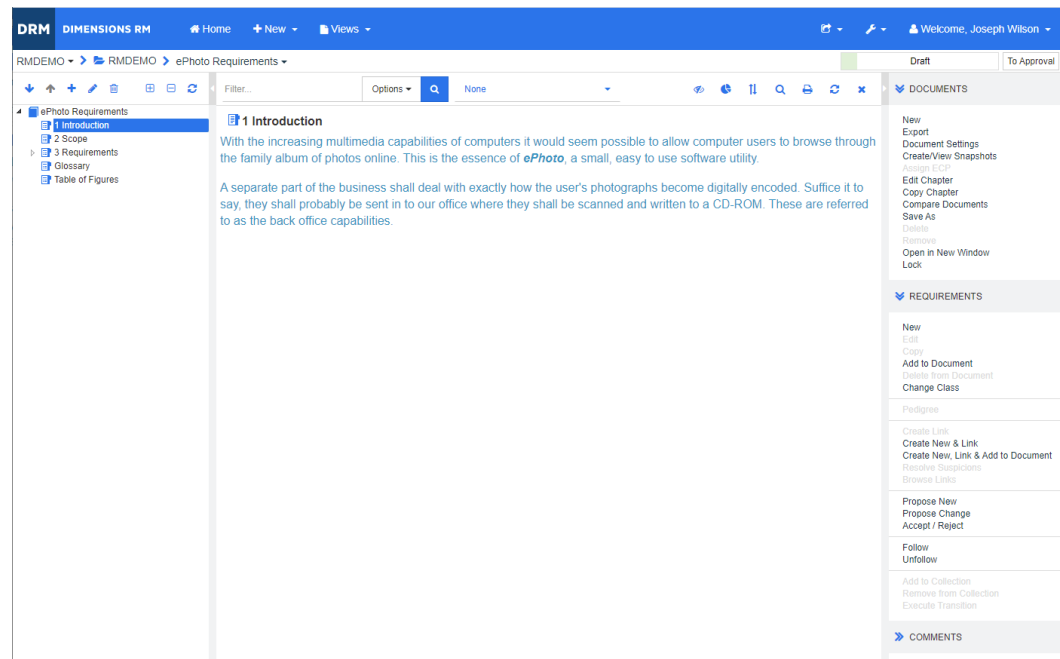 DRM DIMENSIONS RM Home New Views Welcome, Joseph Wilson
RMDEMO RMDEMO ePhoto Requirements Draft To Approval
Filter... Options None
ePhoto Requirements
1 Introduction
2 Scope
3 Requirements
Glossary
Table of Figures
1 Introduction
With the increasing multimedia capabilities of computers it would seem possible to allow computer users to browse through
the family album of photos online. This is the essence of ePhoto, a small, easy to use software utility.
A separate part of the business shall deal with exactly how the user's photographs become digitally encoded. Suffice it to
say, they shall probably be sent in to our office where they shall be scanned and written to a CD-ROM. These are referred
to as the back office capabilities.
DOCUMENTS
New
Export
Document Settings
Create/View Snapshots
Assign ECP
Edit Chapter
Copy Chapter
Compare Documents
Save As
Delete
Remove
Open in New Window
Lock
REQUIREMENTS
New
Edit
Copy
Add to Document
Delete from Document
Change Class
Pedigree
Create Link
Create New & Link
Create New, Link & Add to Document
Resolve Suspicions
Browse Links
Propose New
Propose Change
Accept / Reject
Follow
Unfollow
Add to Collection
Remove from Collection
Execute Transition
COMMENTS